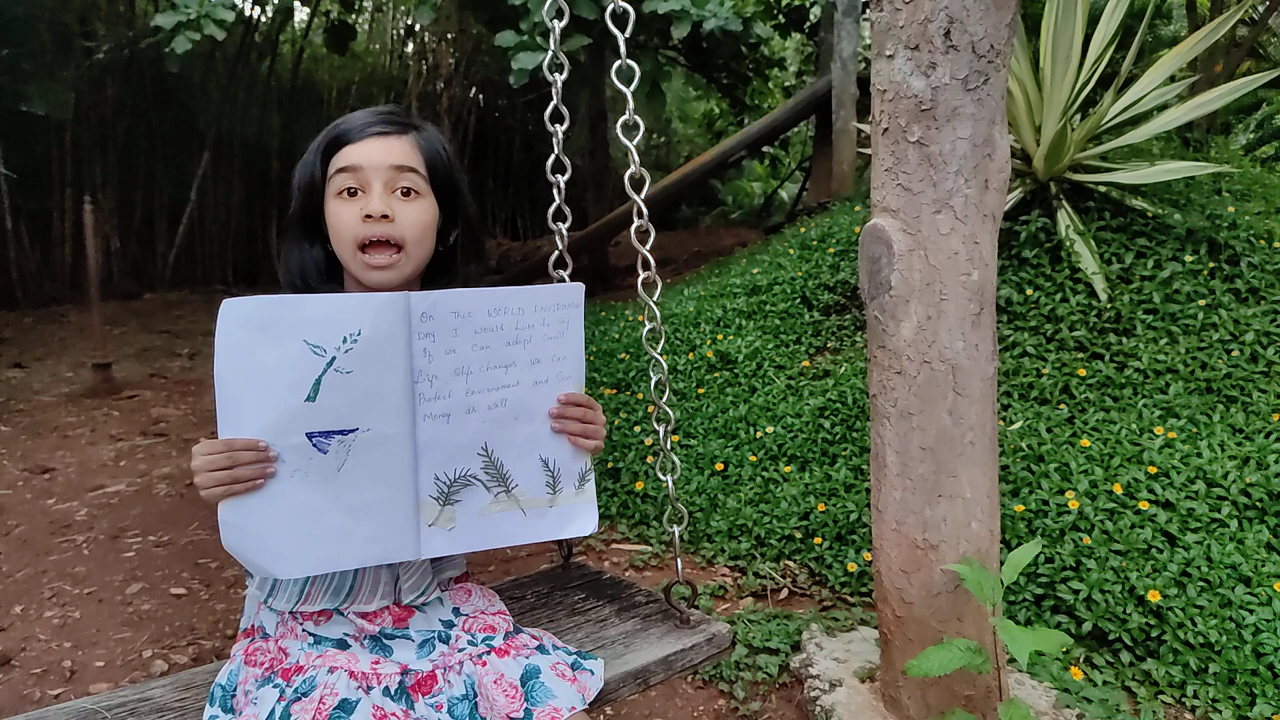 On This WORLD ENVIRONMENT
DAY I would Like to say
If we can adopt small
Life style changes we can
Protect Environment and Save
Money as well